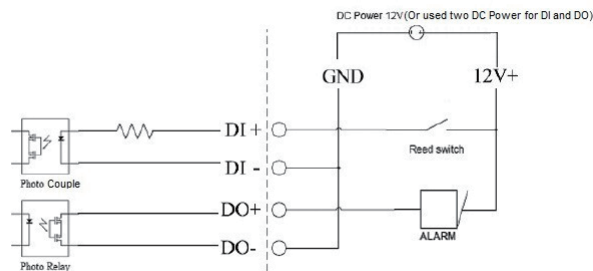 DC Power 12V(Or used two DC Power for DI and DO)
GND 12V+
DI +
Reed switch
DI -
Photo Couple
DO+
ALARM
DO-
Photo Relay